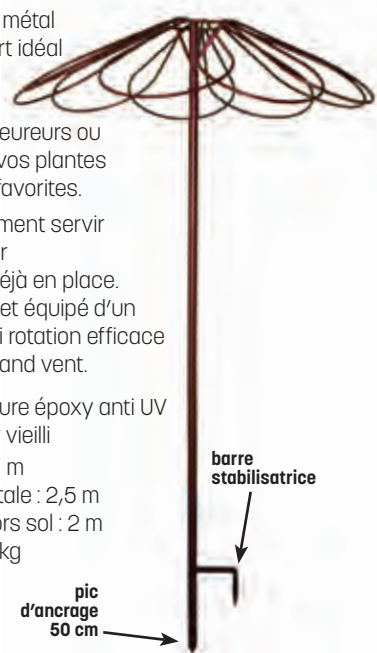 métal
rt idéal
eureurs ou
vos plantes
favorites.
ment servir
r
déjà en place.
et équipé d'un
i rotation efficace
and vent.
ure époxy anti UV
vieilli
m
tale : 2,5 m
ors sol : 2 m
kg
barre
stabilisatrice
pic
d'ancrage
50 cm